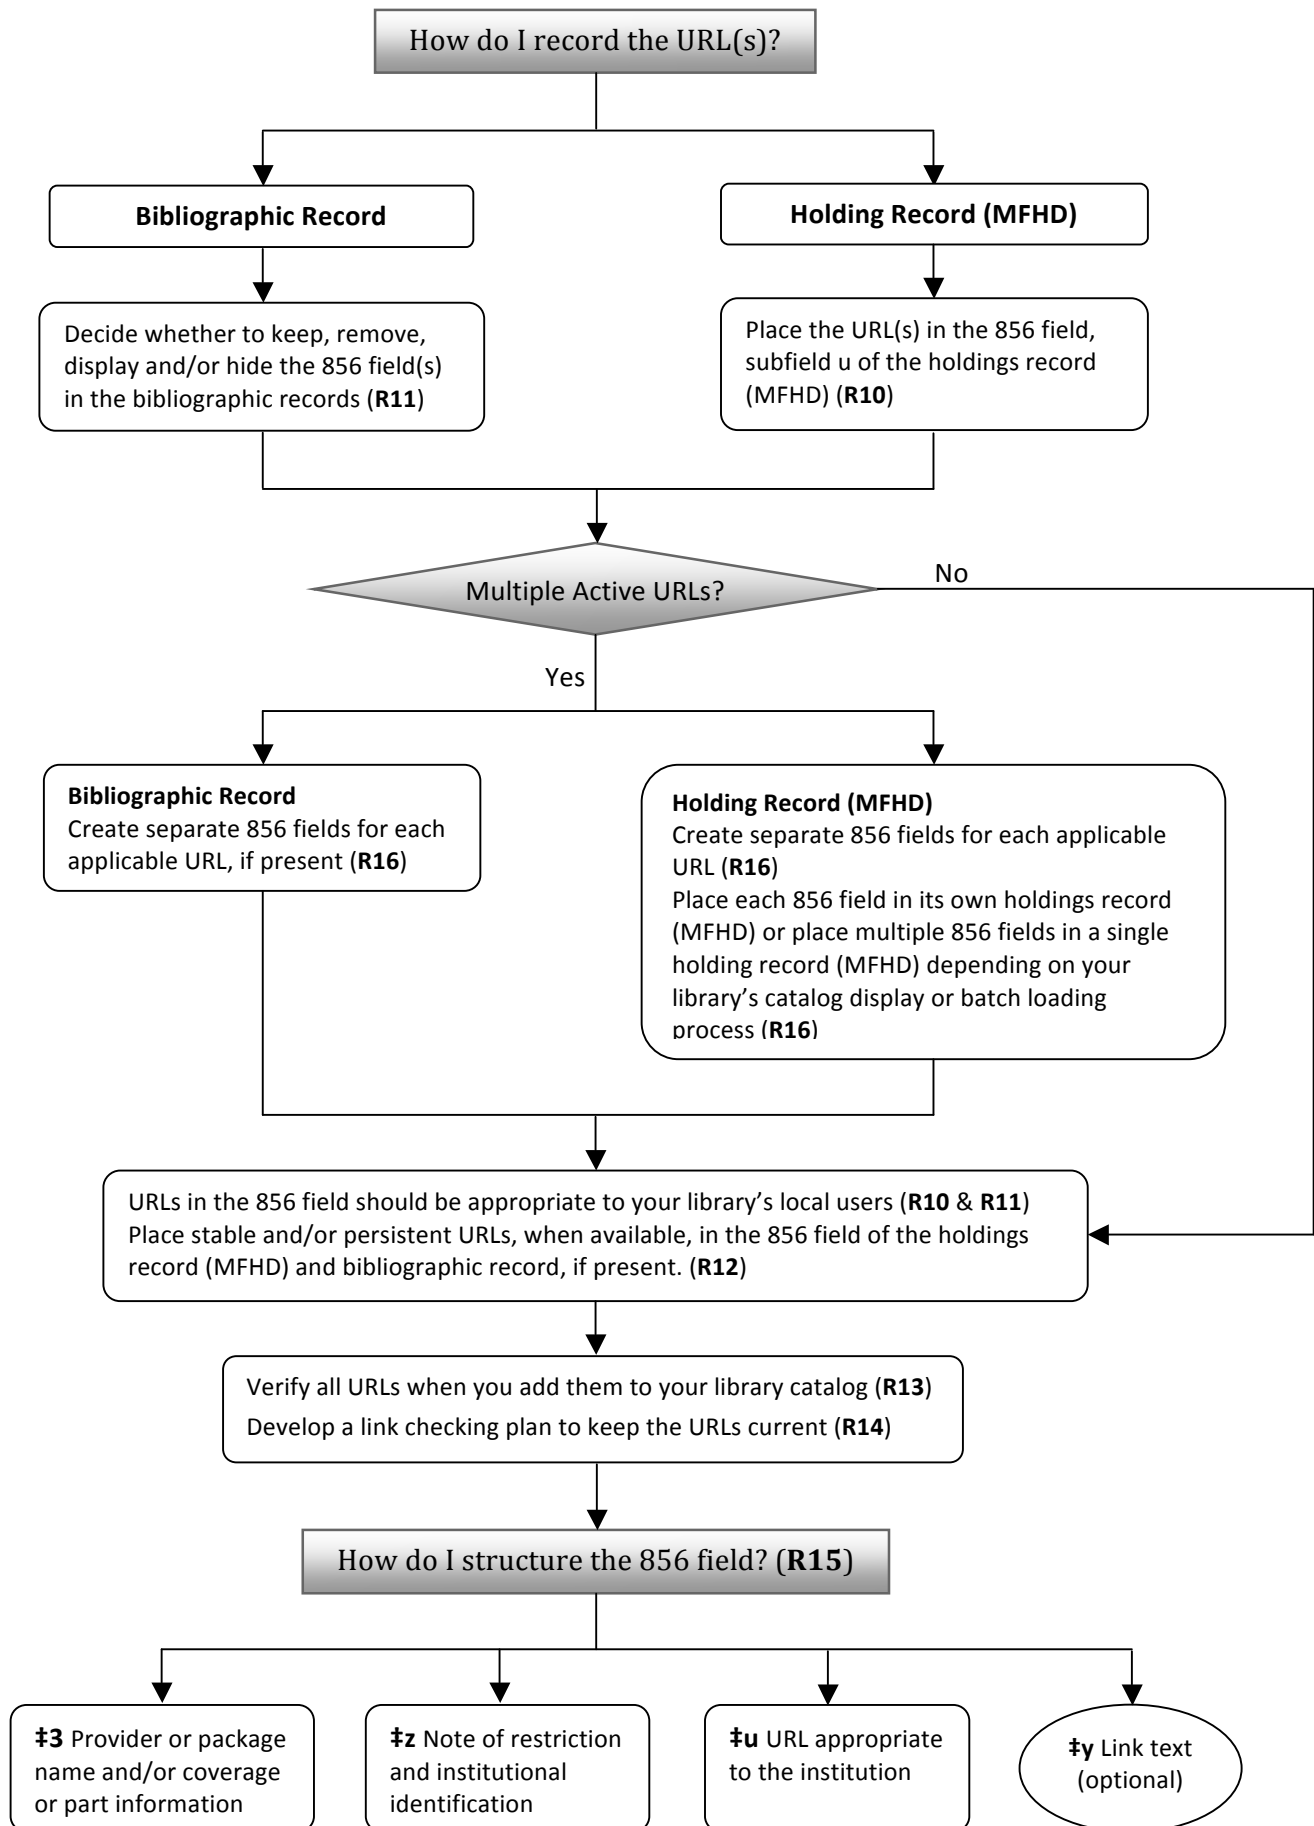 How do I record the URL(s)?
Bibliographic Record
Holding Record (MFHD)
Decide whether to keep, remove,
display and/or hide the 856 field(s)
in the bibliographic records (R11)
Place the URL(s) in the 856 field,
subfield u of the holdings record
(MFHD) (R10)
Multiple Active URLs?
No
Yes
Bibliographic Record
Create separate 856 fields for each
applicable URL, if present (R16)
Holding Record (MFHD)
Create separate 856 fields for each applicable
URL (R16)
Place each 856 field in its own holdings record
(MFHD) or place multiple 856 fields in a single
holding record (MFHD) depending on your
library’s catalog display or batch loading
process (R16)
URLs in the 856 field should be appropriate to your library’s local users (R10 & R11)
Place stable and/or persistent URLs, when available, in the 856 field of the holdings
record (MFHD) and bibliographic record, if present. (R12)
Verify all URLs when you add them to your library catalog (R13)
Develop a link checking plan to keep the URLs current (R14)
How do I structure the 856 field? (R15)
‡3 Provider or package
name and/or coverage
or part information
‡z Note of restriction
and institutional
identification
‡u URL appropriate
to the institution
‡y Link text
(optional)